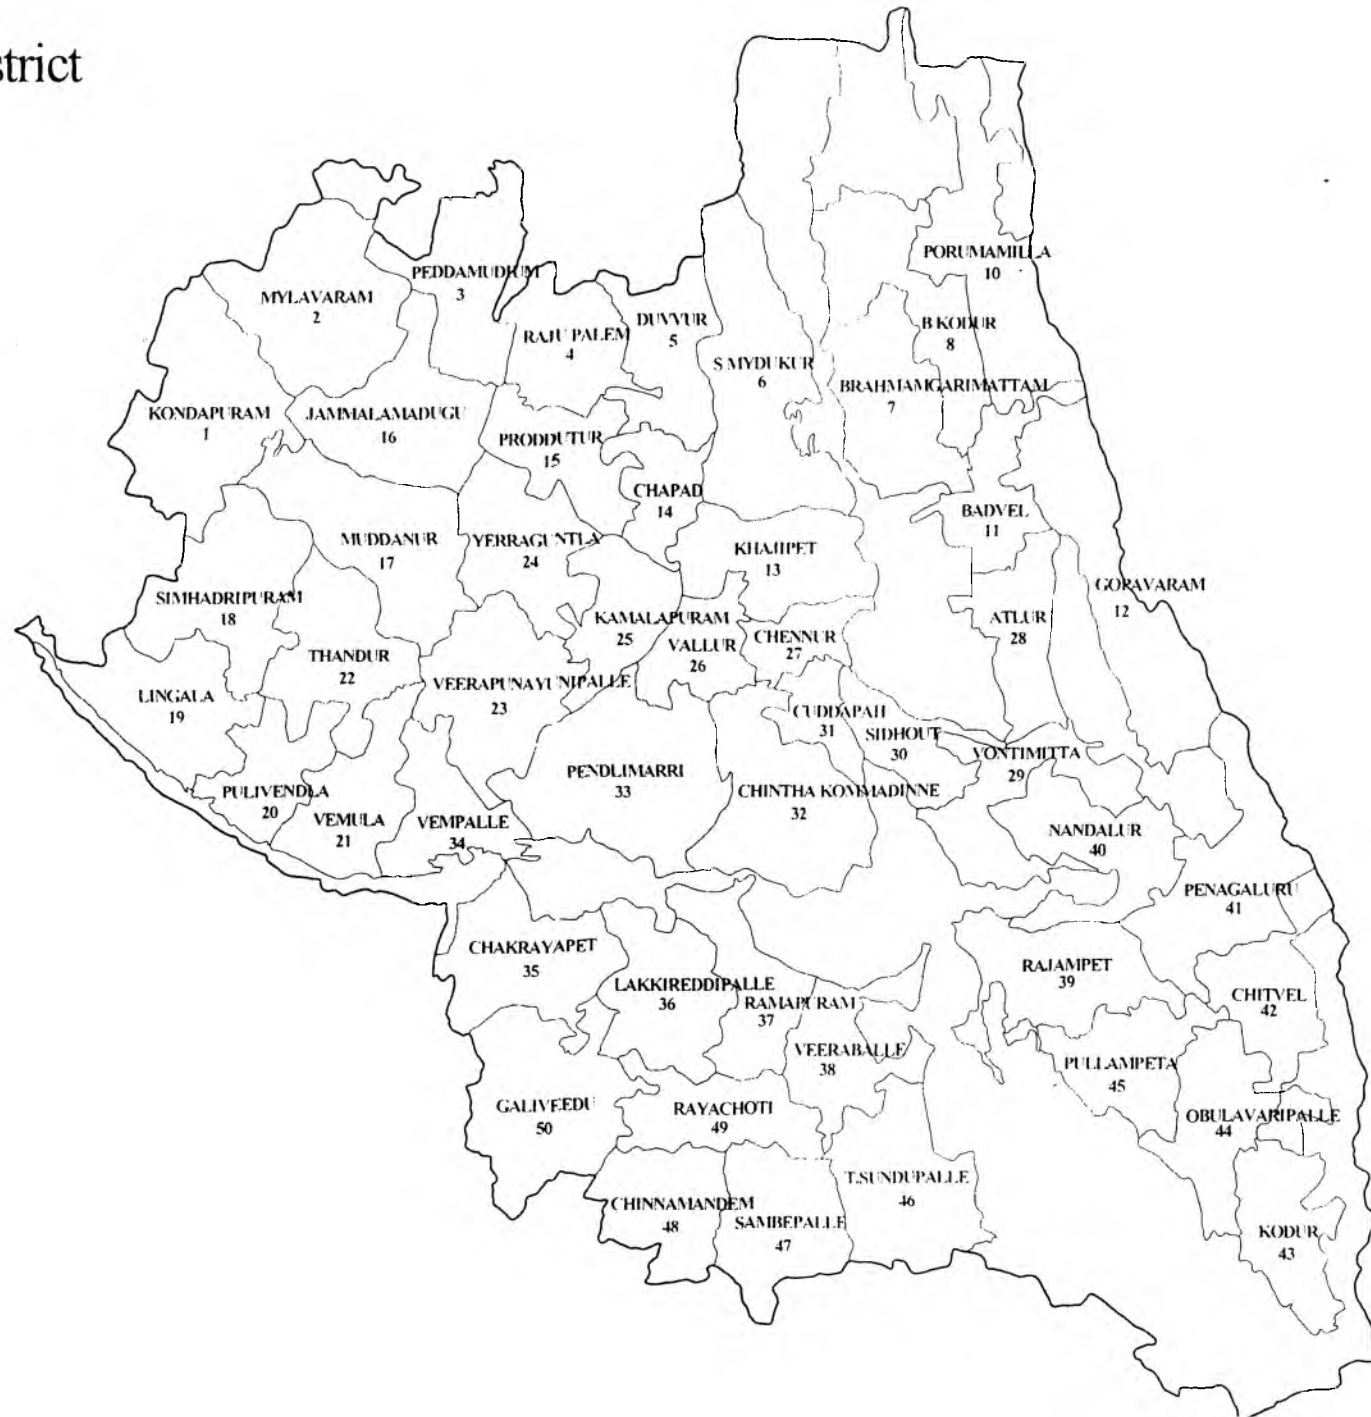 strict
PORUMAMILLA
10
PEDDAMUDIUM
3
MYLAVARAM
2
DUVVUR
5
RAJU PALEM
4
B KODUR
8
S MYDUKUR
6
BRAHMAMGARIMATTAM
7
KONDAPURAM
1
JAMMALAMADUGU
16
PRODDUTUR
15
CHAPAD
14
BADVEL
11
MUDDANUR
17
YERRAGUNTLA
24
KHAJIPET
13
GOPAVARAM
12
SIMHADRIPURAM
18
KAMALAPURAM
25
ATLUR
28
CHENNUR
27
VALLUR
26
THANDUR
22
VEERAPUNAYUNIPALLE
23
LINGALA
19
CUDDAPAH
31
SIDHOUT
30
VONTIMITTA
29
PENDLIMARRI
33
CHINTHA KOMMADINNE
32
PULIVENDLA
20
VEMULA
21
VEMPALLE
34
NANDALUR
40
PENAGALURU
41
CHAKRAYAPET
35
RAJAMPET
39
LAKKIREDDIPALLE
36
CHITVEL
42
RAMAPURAM
37
VEERABALLE
38
PULLAMPETA
45
GALIVEEDU
50
RAYACHOTI
49
OBULAVARIPALLE
44
T.SUNDUPALLE
46
CHINNAMANDEM
48
SAMBEPALLE
47
KODUR
43